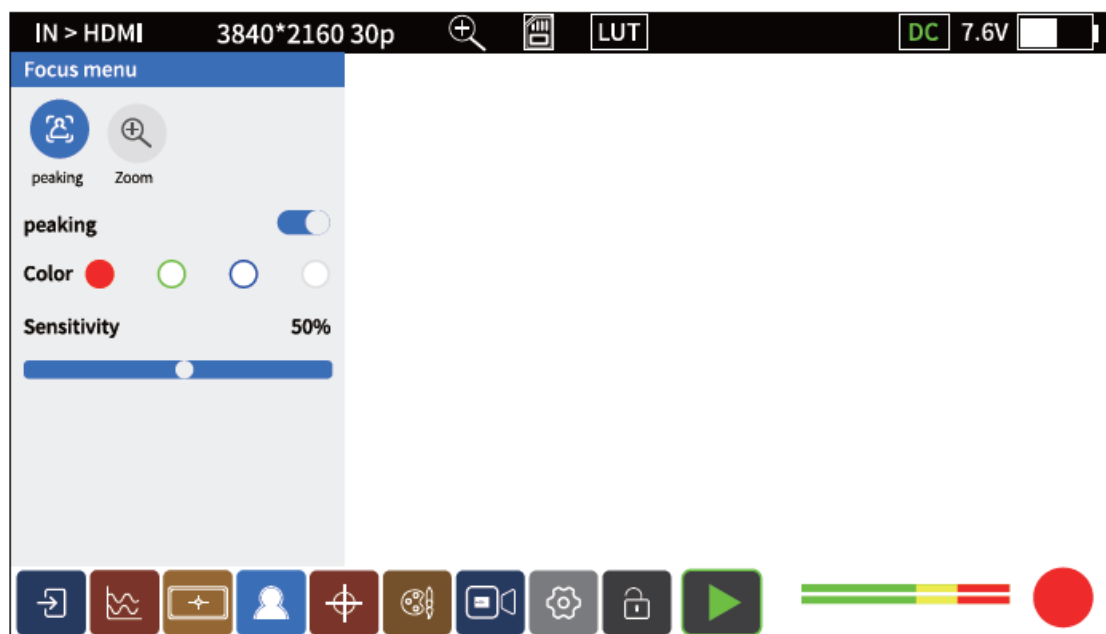 IN > HDMI 3840*2160 30p LUT DC 7.6V
Focus menu
peaking Zoom
peaking
Color
Sensitivity 50%